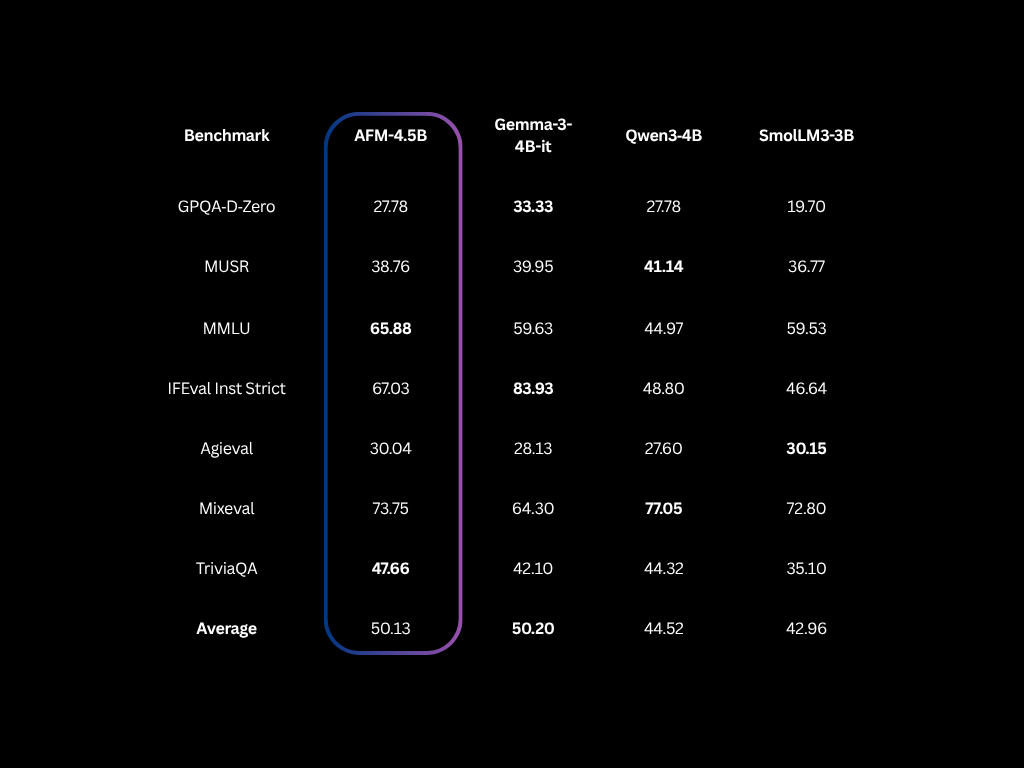 Benchmark AFM-4.5B Gemma-3-4B-it Qwen3-4B SmolLM3-3B
GPQA-D-Zero 27.78 33.33 27.78 19.70
MUSR 38.76 39.95 41.14 36.77
MMLU 65.88 59.63 44.97 59.53
IFEval Inst Strict 67.03 83.93 48.80 46.64
Agieval 30.04 28.13 27.60 30.15
Mixeval 73.75 64.30 77.05 72.80
TriviaQA 47.66 42.10 44.32 35.10
Average 50.13 50.20 44.52 42.96